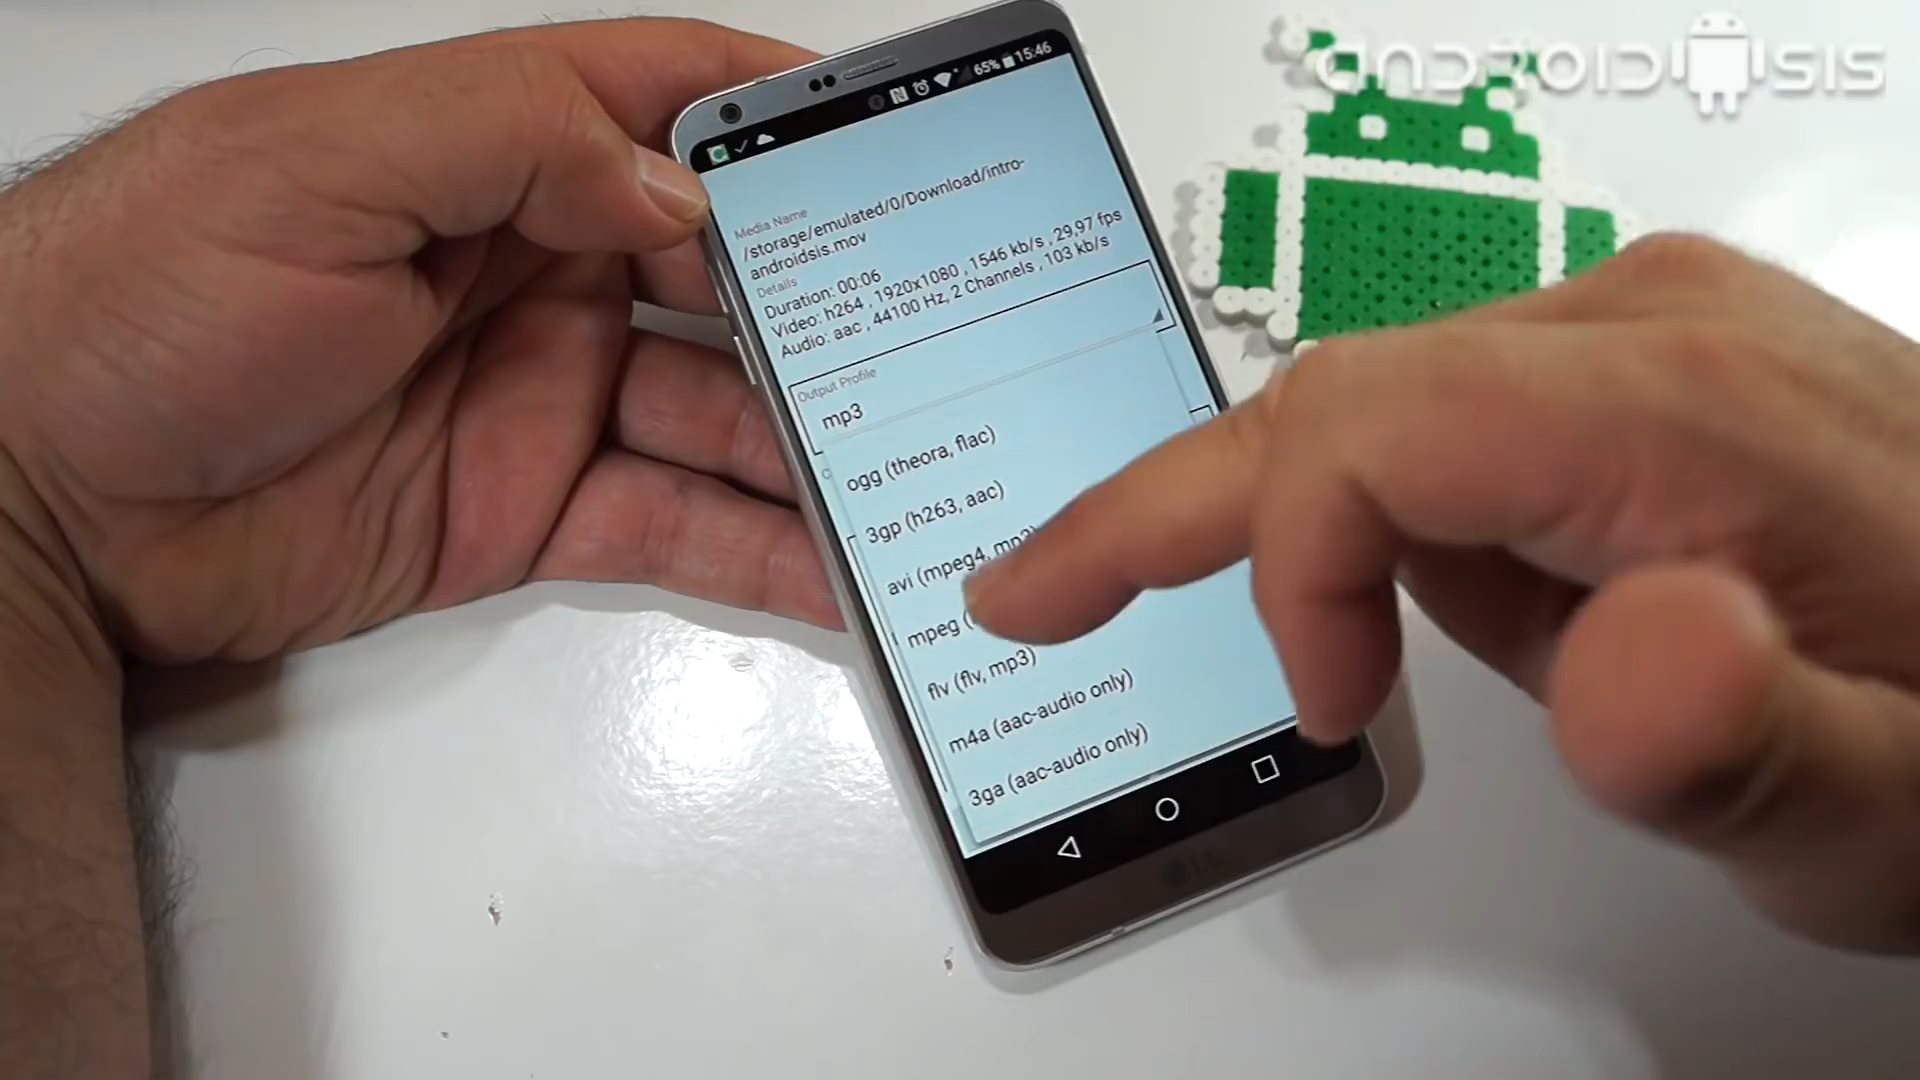 ANDROIDSIS
65% 15:46
Media Name
/storage/emulated/0/Download/intro-
androidsis.mov
Details
Duration: 00:06
Video: h264 , 1920x1080 , 1546 kb/s , 29,97 fps
Audio: aac , 44100 Hz, 2 Channels , 103 kb/s
Output Profile
mp3
ogg (theora, flac)
3gp (h263, aac)
avi (mpeg4, mp3)
mpeg (
flv (flv, mp3)
m4a (aac-audio only)
3ga (aac-audio only)
LG